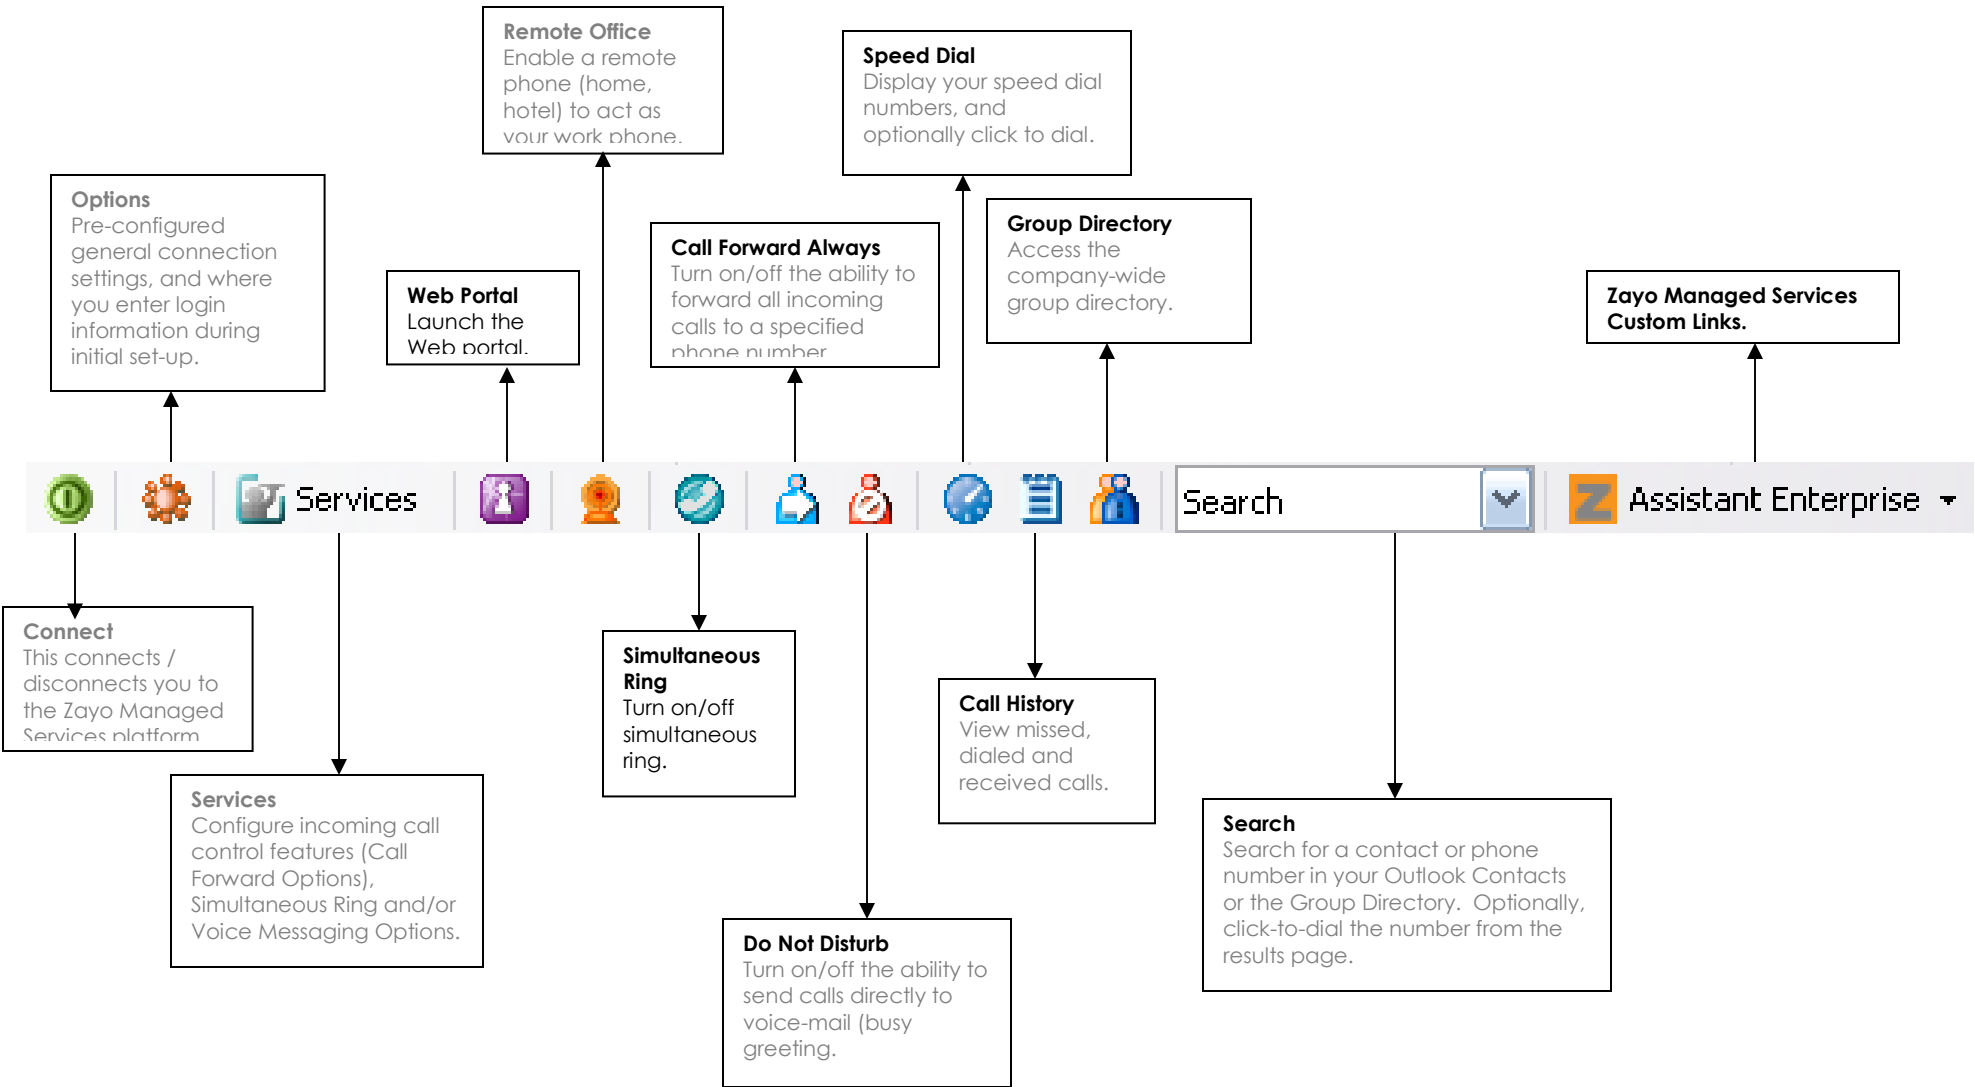 Remote Office
Enable a remote
phone (home,
hotel) to act as
your work phone.
Speed Dial
Display your speed dial
numbers, and
optionally click to dial.
Options
Pre-configured
general connection
settings, and where
you enter login
information during
initial set-up.
Web Portal
Launch the
Web portal.
Call Forward Always
Turn on/off the ability to
forward all incoming
calls to a specified
phone number
Group Directory
Access the
company-wide
group directory.
Zayo Managed Services
Custom Links.
Services
Search
Z Assistant Enterprise
Connect
This connects /
disconnects you to
the Zayo Managed
Services platform
Services
Configure incoming call
control features (Call
Forward Options),
Simultaneous Ring and/or
Voice Messaging Options.
Simultaneous
Ring
Turn on/off
simultaneous
ring.
Do Not Disturb
Turn on/off the ability to
send calls directly to
voice-mail (busy
greeting.
Call History
View missed,
dialed and
received calls.
Search
Search for a contact or phone
number in your Outlook Contacts
or the Group Directory.  Optionally,
click-to-dial the number from the
results page.